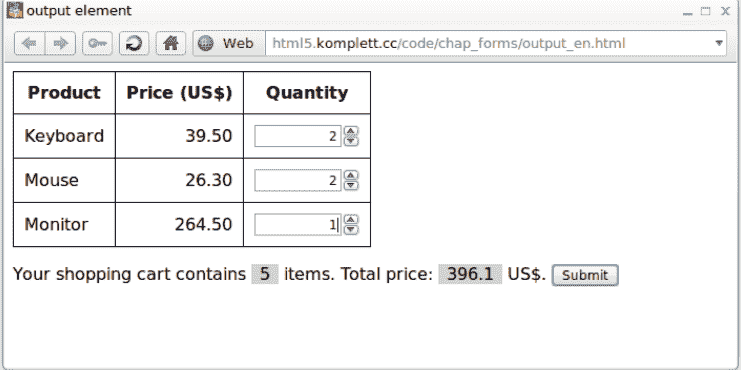 output element
Web html5.komplett.cc/code/chap_forms/output_en.html
Product Price (US$) Quantity
Keyboard 39.50 2
Mouse 26.30 2
Monitor 264.50 1
Your shopping cart contains 5 items. Total price: 396.1 US$. Submit